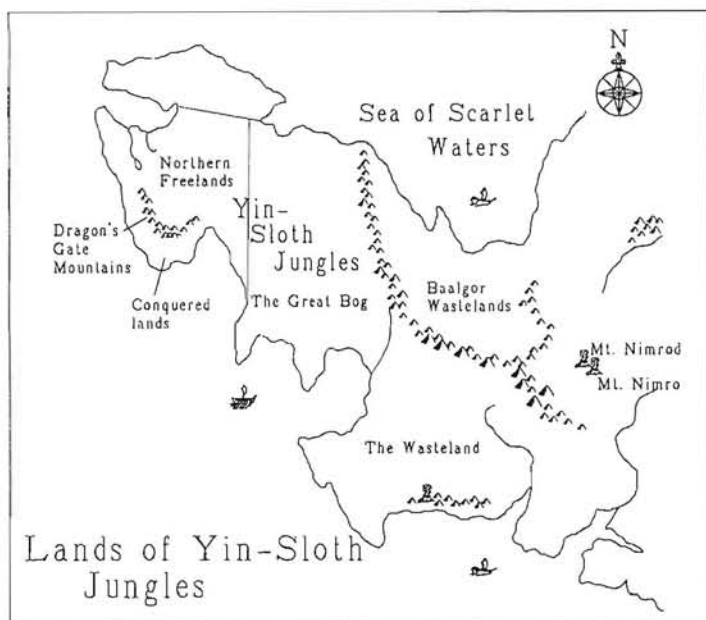 N
Sea of Scarlet
Waters
Northern
Freelands
Yin-
Sloth
Jungles
Dragon's
Gate
Mountains
Conquered
lands
The Great Bog
Baalgor
Wastelands
Mt. Nimrod
Mt. Nimro
The Wasteland
Lands of Yin-Sloth
Jungles